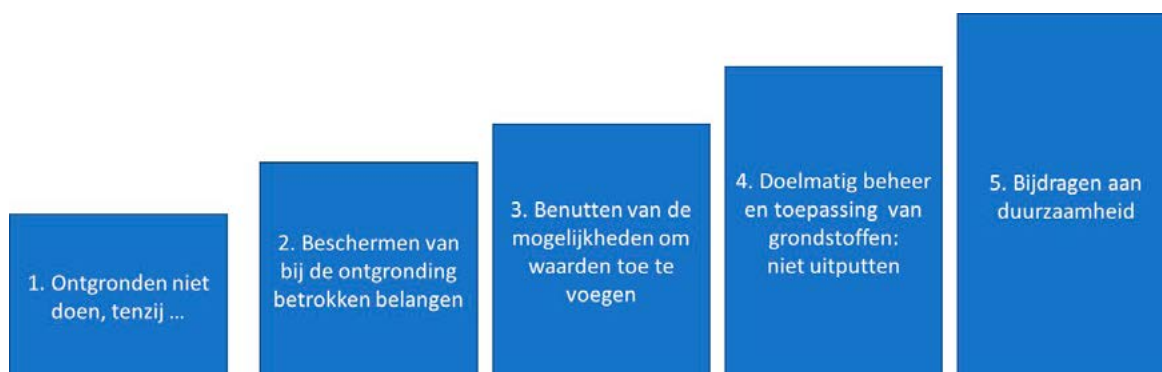 1. Ontgronden niet
doen, tenzij ...
2. Beschermen van
bij de ontgronding
betrokken belangen
3. Benutten van de
mogelijkheden om
waarden toe te
voegen
4. Doelmatig beheer
en toepassing van
grondstoffen:
niet uitputten
5. Bijdragen aan
duurzaamheid